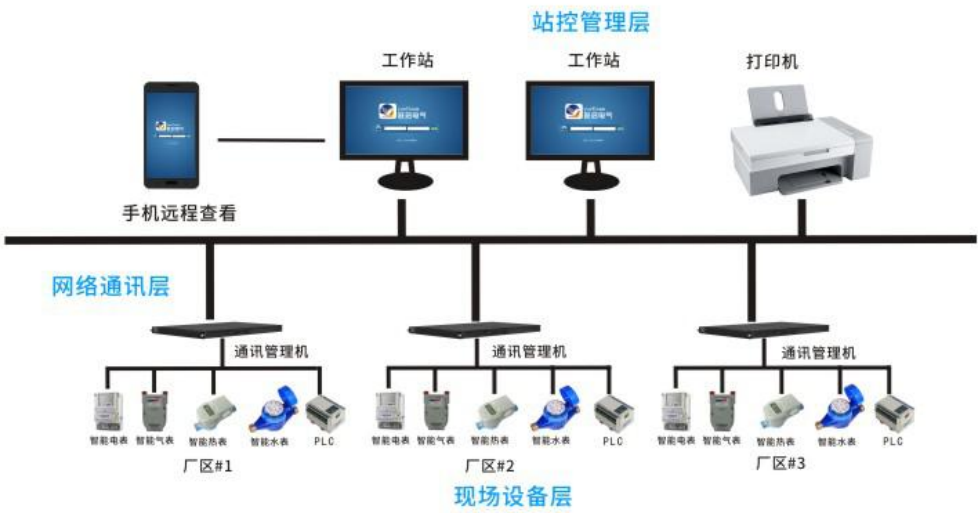 站控管理层
工作站
工作站
打印机
手机远程查看
网络通讯层
通讯管理机
通讯管理机
通讯管理机
智能电表 智能气表 智能热表 智能水表 PLC
智能电表 智能气表 智能热表 智能水表 PLC
智能电表 智能气表 智能热表 智能水表 PLC
厂区#1
厂区#2
厂区#3
现场设备层